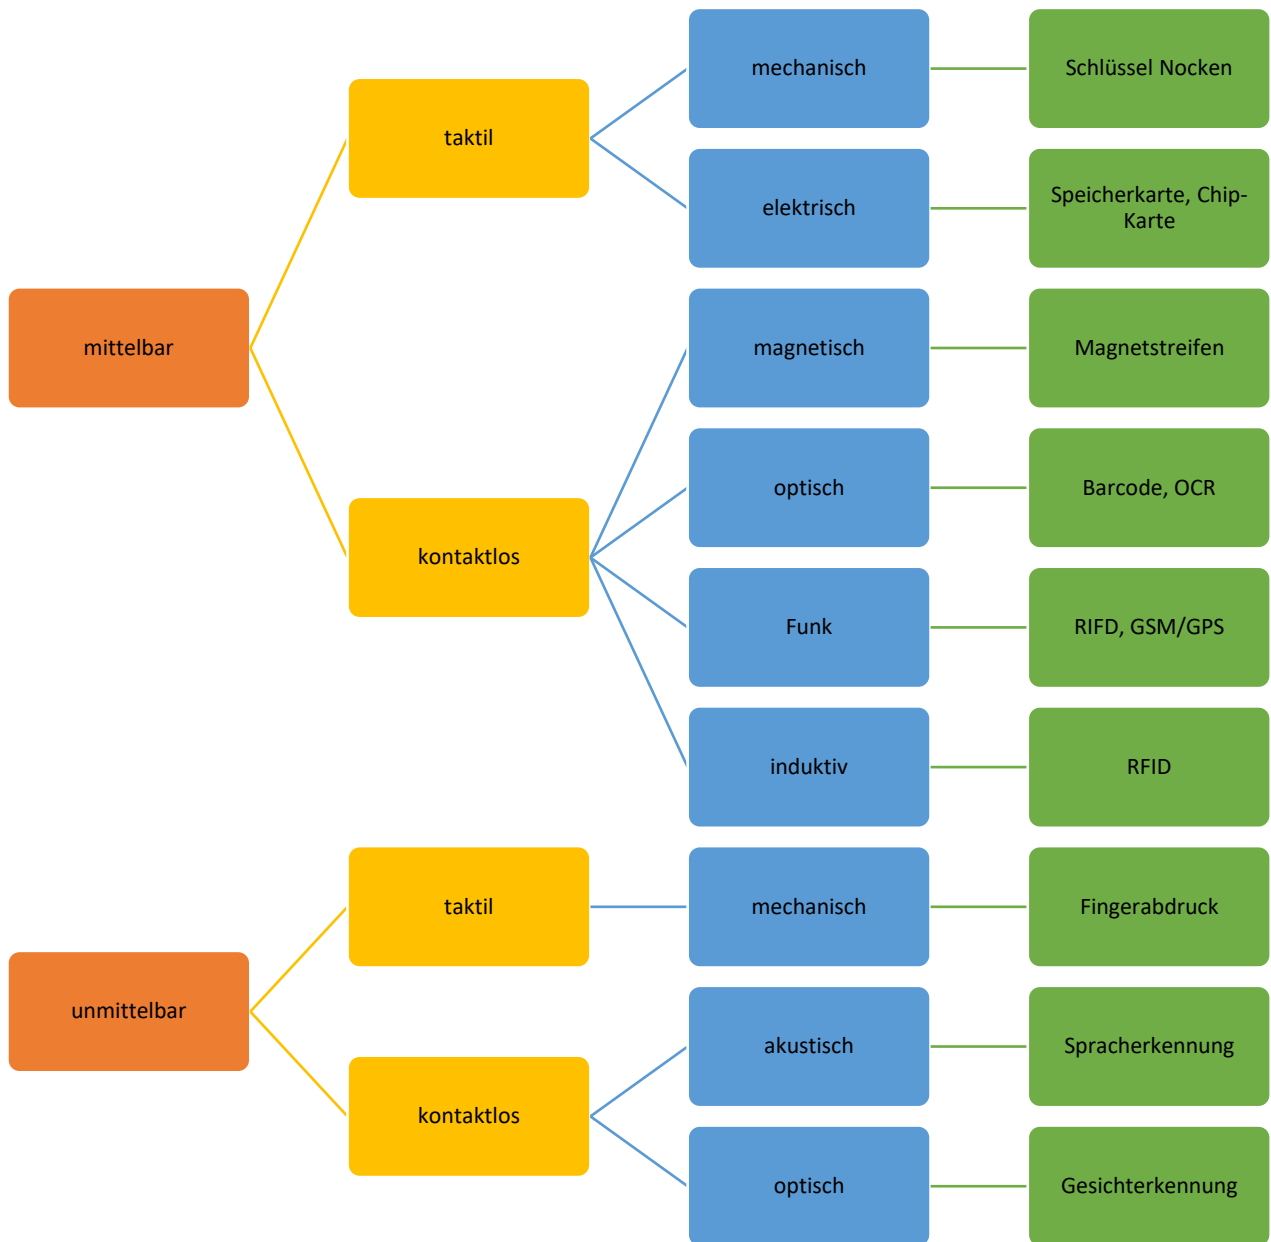 mechanisch
Schlüssel Nocken
taktil
elektrisch
Speicherkarte, Chip-
Karte
mittelbar
magnetisch
Magnetstreifen
optisch
Barcode, OCR
kontaktlos
Funk
RIFD, GSM/GPS
induktiv
RFID
taktil
mechanisch
Fingerabdruck
unmittelbar
akustisch
Spracherkennung
kontaktlos
optisch
Gesichterkennung